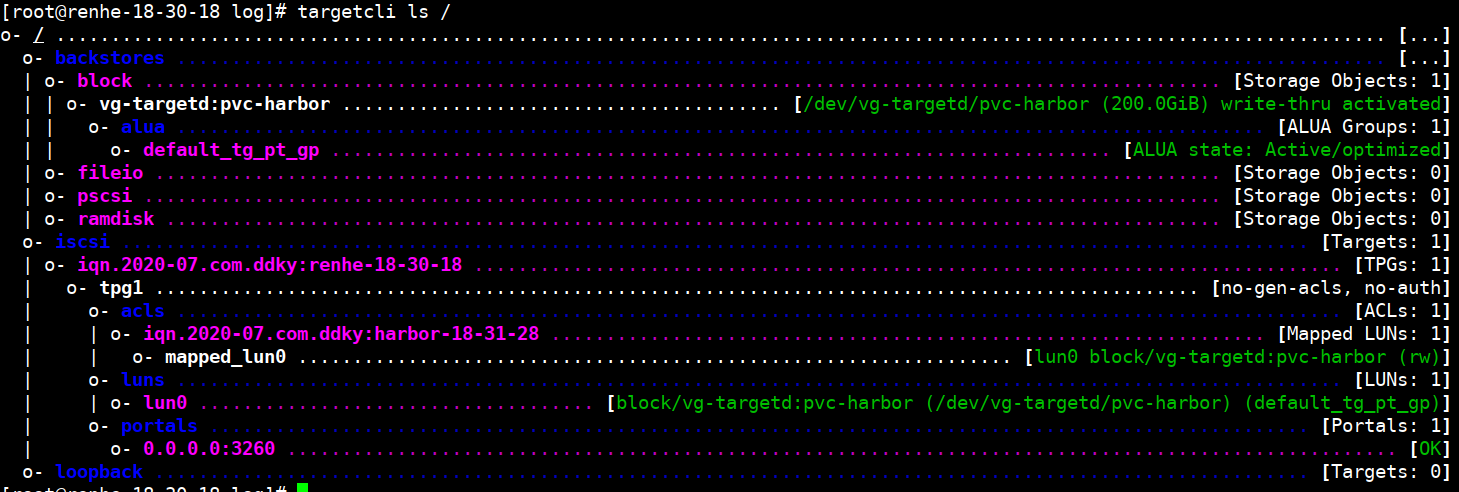 [root@renhe-18-30-18 log]# targetcli ls /
o- / ......................................................................................................................... [...]
  o- backstores .............................................................................................................. [...]
  | o- block .................................................................................................. [Storage Objects: 1]
  | | o- vg-targetd:pvc-harbor ........................................ [/dev/vg-targetd/pvc-harbor (200.0GiB) write-thru activated]
  | |   o- alua ................................................................................................... [ALUA Groups: 1]
  | |     o- default_tg_pt_gp ....................................................................... [ALUA state: Active/optimized]
  | o- fileio ................................................................................................. [Storage Objects: 0]
  | o- pscsi .................................................................................................. [Storage Objects: 0]
  | o- ramdisk ................................................................................................ [Storage Objects: 0]
  o- iscsi ............................................................................................................ [Targets: 1]
  | o- iqn.2020-07.com.ddky:renhe-18-30-18 ............................................................................... [TPGs: 1]
  |   o- tpg1 ............................................................................................... [no-gen-acls, no-auth]
  |     o- acls .......................................................................................................... [ACLs: 1]
  |     | o- iqn.2020-07.com.ddky:harbor-18-31-28 ................................................................. [Mapped LUNs: 1]
  |     |   o- mapped_lun0 ................................................................. [lun0 block/vg-targetd:pvc-harbor (rw)]
  |     o- luns .......................................................................................................... [LUNs: 1]
  |     | o- lun0 .................................... [block/vg-targetd:pvc-harbor (/dev/vg-targetd/pvc-harbor) (default_tg_pt_gp)]
  |     o- portals .................................................................................................... [Portals: 1]
  |       o- 0.0.0.0:3260 ..................................................................................................... [OK]
  o- loopback ......................................................................................................... [Targets: 0]
[root@renhe-18-30-18 log]#